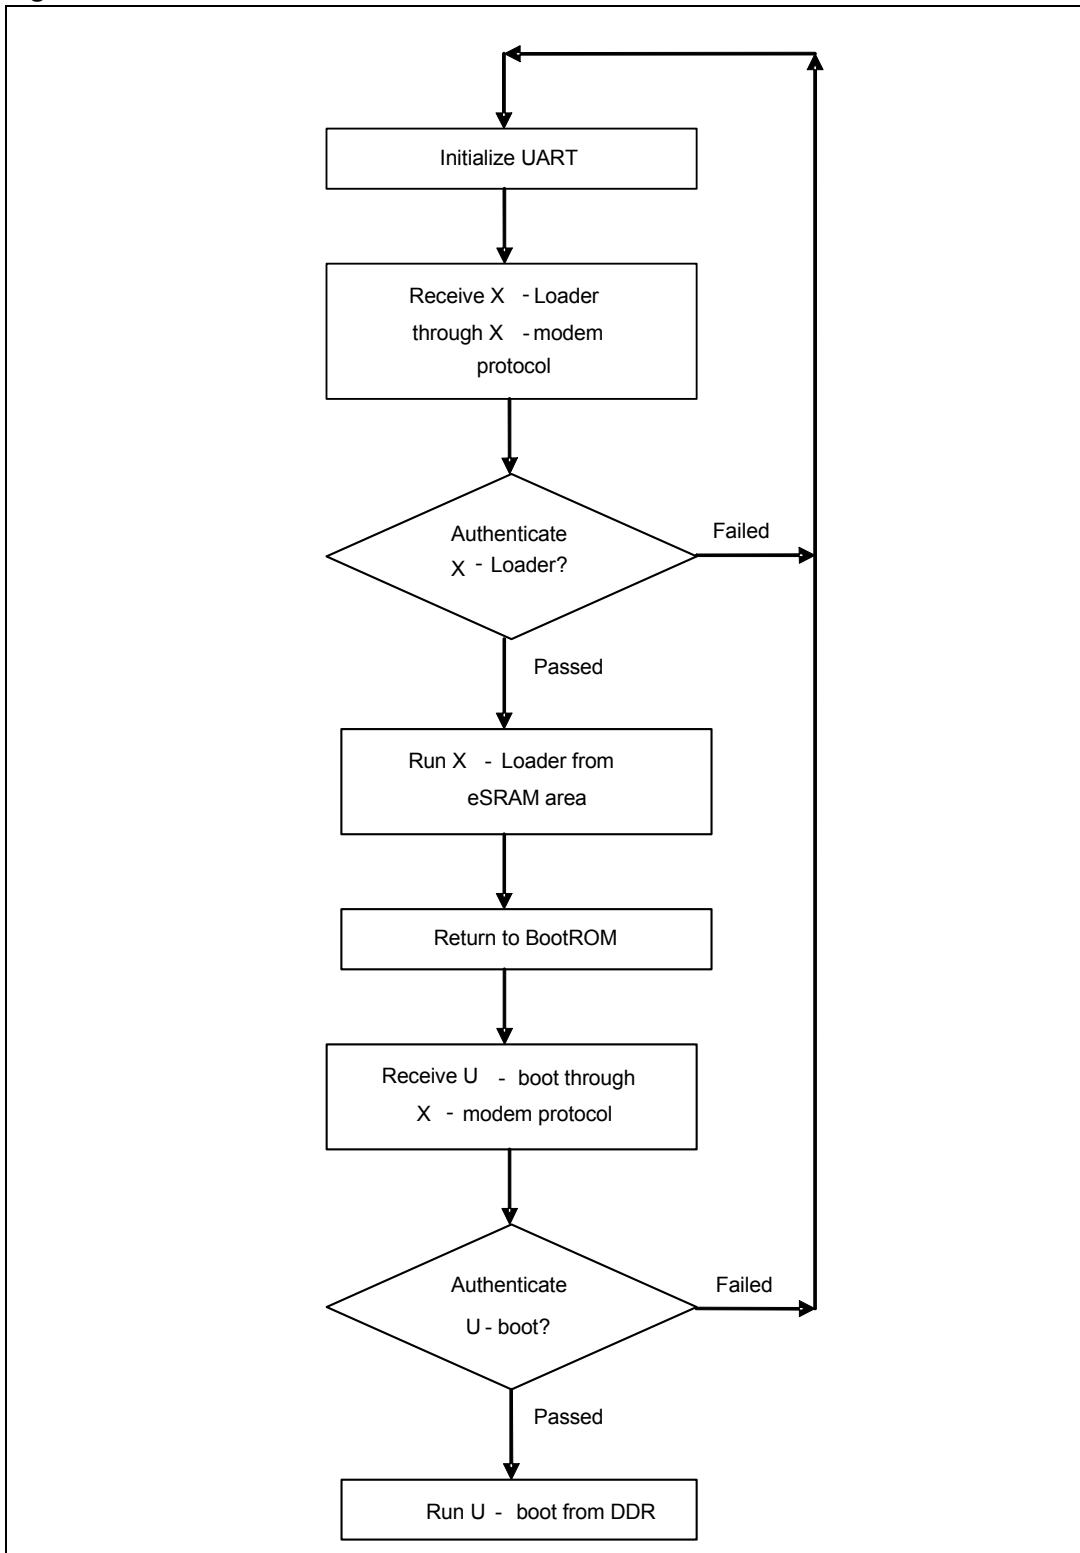 Initialize UART
Receive X - Loader
through X - modem
protocol
Authenticate
X - Loader?
Failed
Passed
Run X - Loader from
eSRAM area
Return to BootROM
Receive U - boot through
X - modem protocol
Authenticate
U - boot?
Failed
Passed
Run U - boot from DDR